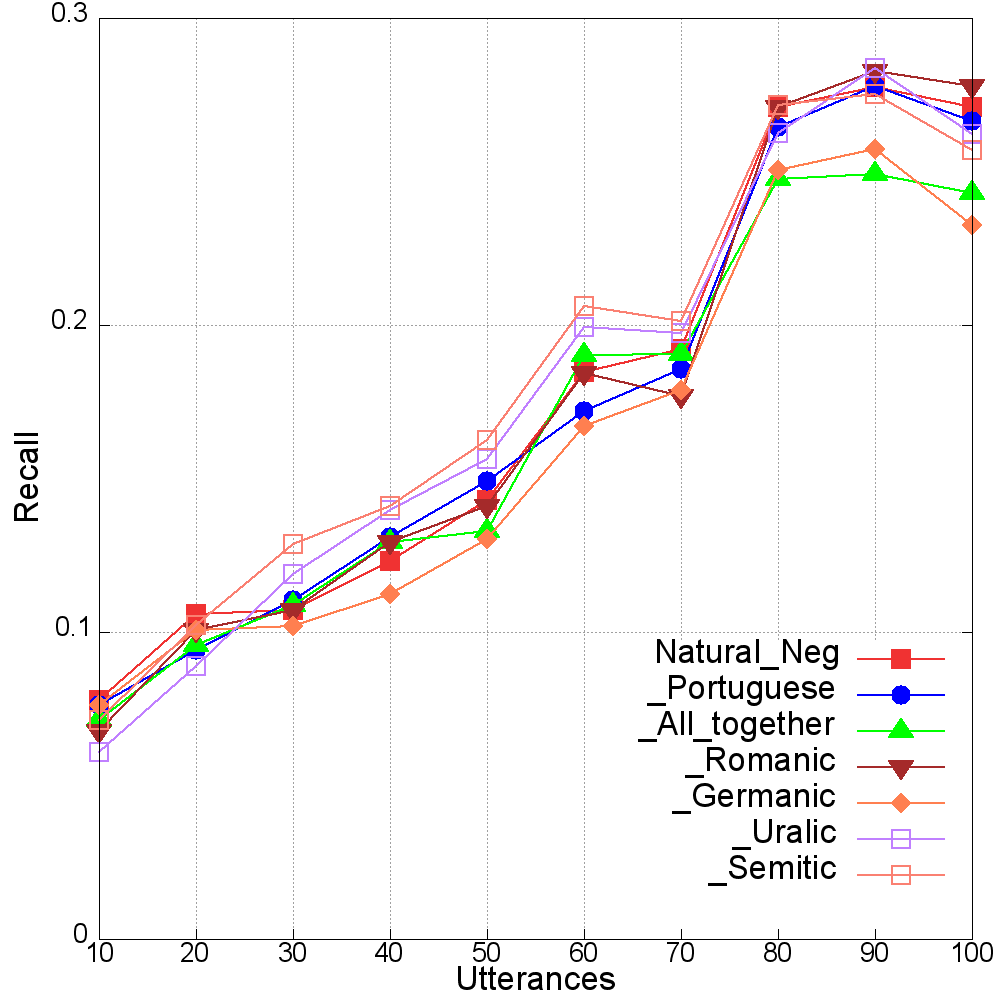 0.3
0.2
0.1
0
Recall
10 20 30 40 50 60 70 80 90 100
Utterances
Natural_Neg
_Portuguese
_All_together
_Romanic
_Germanic
_Uralic
_Semitic